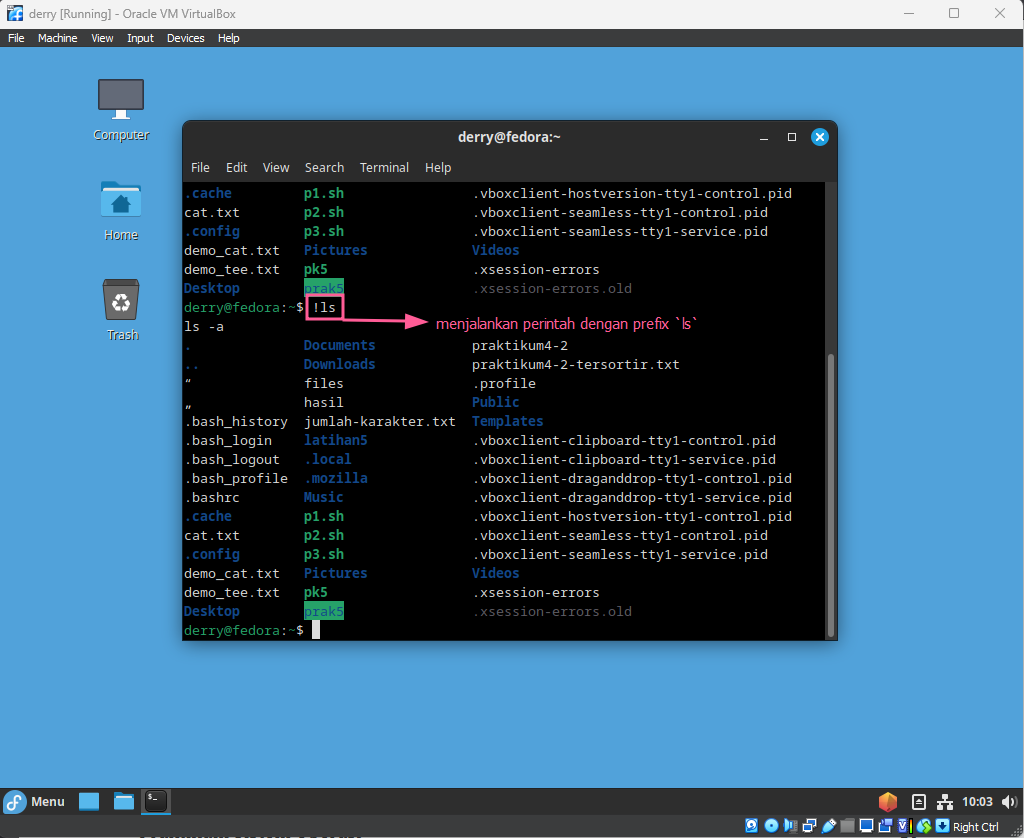 derry [Running] - Oracle VM VirtualBox
File Machine View Input Devices Help
Computer
Home
Trash
derry@fedora:~
File Edit View Search Terminal Help
.cache p1.sh .vboxclient-hostversion-tty1-control.pid
cat.txt p2.sh .vboxclient-seamless-tty1-control.pid
.config p3.sh .vboxclient-seamless-tty1-service.pid
demo_cat.txt Pictures Videos
demo_tee.txt pk5 .xsession-errors
Desktop prak5 .xsession-errors.old
derry@fedora:~$ !ls
menjalankan perintah dengan prefix `ls`
ls -a
. Documents praktikum4-2
.. Downloads praktikum4-2-tersortir.txt
“ files .profile
„ hasil Public
.bash_history jumlah-karakter.txt Templates
.bash_login latihan5 .vboxclient-clipboard-tty1-control.pid
.bash_logout .local .vboxclient-clipboard-tty1-service.pid
.bash_profile .mozilla .vboxclient-draganddrop-tty1-control.pid
.bashrc Music .vboxclient-draganddrop-tty1-service.pid
.cache p1.sh .vboxclient-hostversion-tty1-control.pid
cat.txt p2.sh .vboxclient-seamless-tty1-control.pid
.config p3.sh .vboxclient-seamless-tty1-service.pid
demo_cat.txt Pictures Videos
demo_tee.txt pk5 .xsession-errors
Desktop prak5 .xsession-errors.old
derry@fedora:~$
Menu 10:03
Right Ctrl